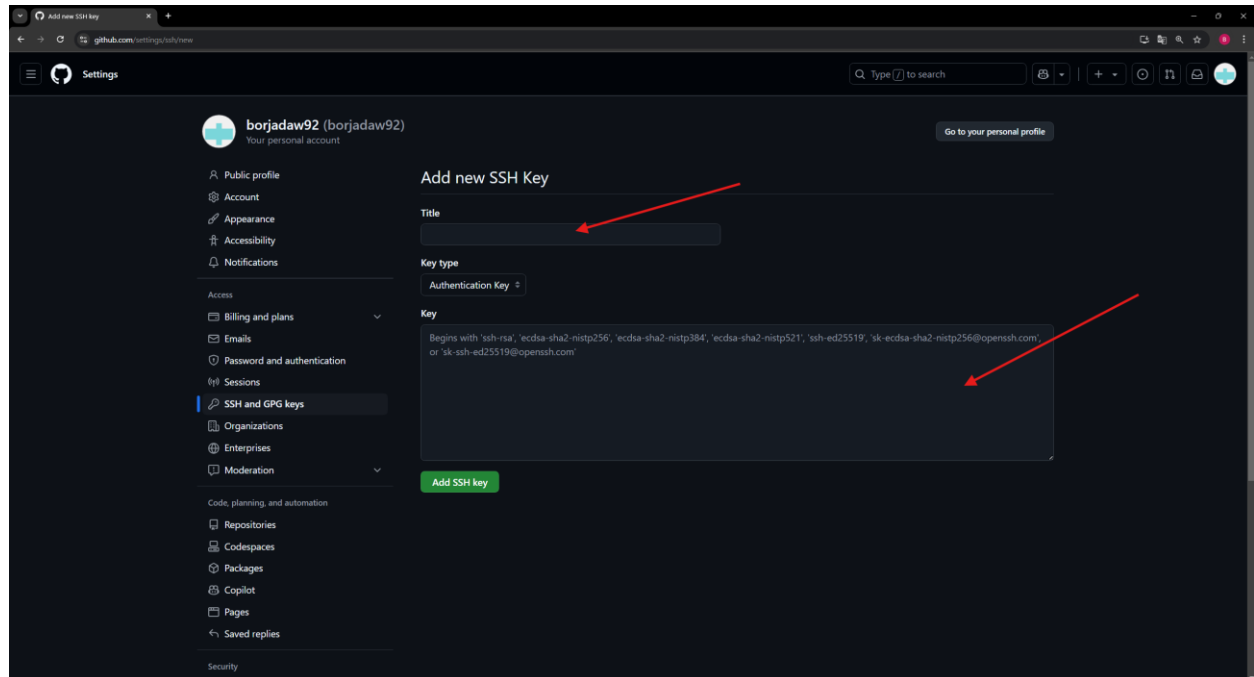 Add new SSH key
github.com/settings/ssh/new
Settings
Type / to search
borjadaw92 (borjadaw92)
Your personal account
Go to your personal profile
Public profile
Account
Appearance
Accessibility
Notifications
Access
Billing and plans
Emails
Password and authentication
Sessions
SSH and GPG keys
Organizations
Enterprises
Moderation
Code, planning, and automation
Repositories
Codespaces
Packages
Copilot
Pages
Saved replies
Security
Add new SSH Key
Title
Key type
Authentication Key
Key
Begins with 'ssh-rsa', 'ecdsa-sha2-nistp256', 'ecdsa-sha2-nistp384', 'ecdsa-sha2-nistp521', 'ssh-ed25519', 'sk-ecdsa-sha2-nistp256@openssh.com',
or 'sk-ssh-ed25519@openssh.com'
Add SSH key